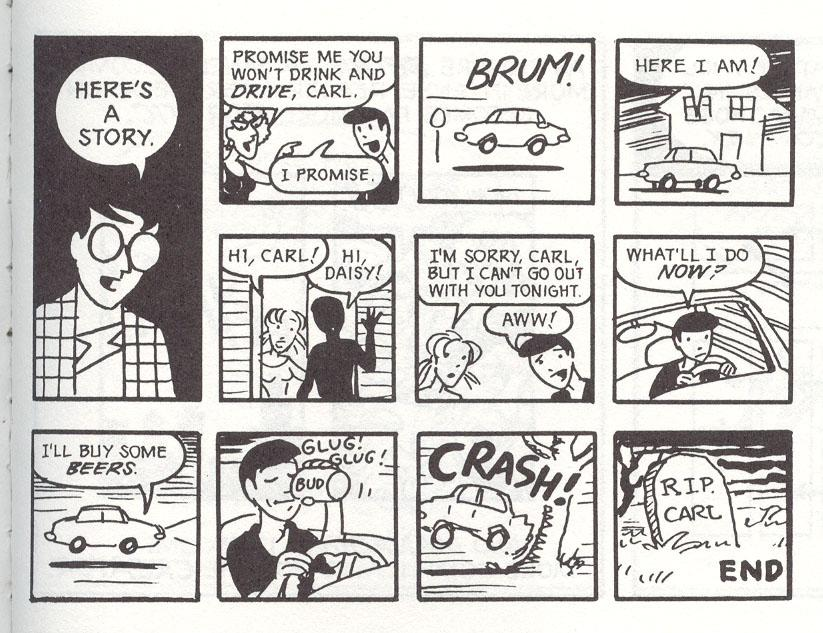 HERE'S
A
STORY.
PROMISE ME YOU
WON'T DRINK AND
DRIVE, CARL.
I PROMISE.
BRUM!
HERE I AM!
HI, CARL!
HI,
DAISY!
I'M SORRY, CARL,
BUT I CAN'T GO OUT
WITH YOU TONIGHT.
AWW!
WHAT'LL I DO
NOW?
I'LL BUY SOME
BEERS.
GLUG!
GLUG!
BUD
CRASH!
R.I.P.
CARL
END